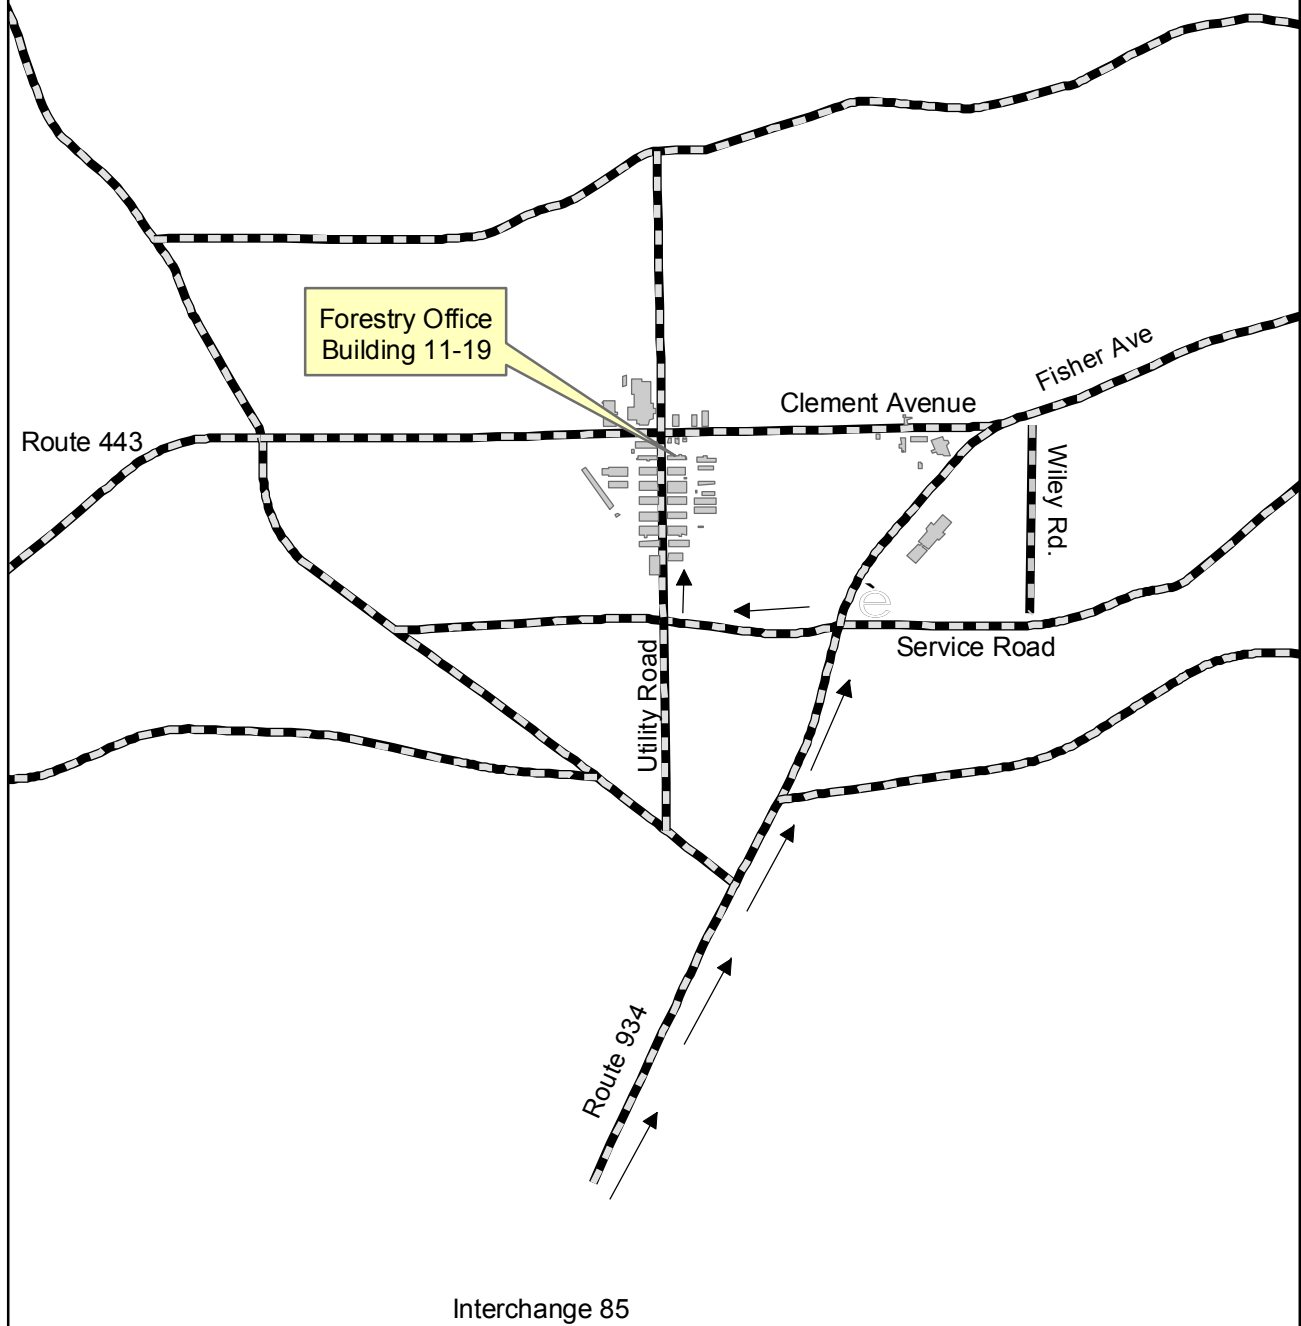 Forestry Office
Building 11-19
Fisher Ave
Clement Avenue
Route 443
Wiley Rd.
è
Service Road
Utility Road
Route 934
Interchange 85